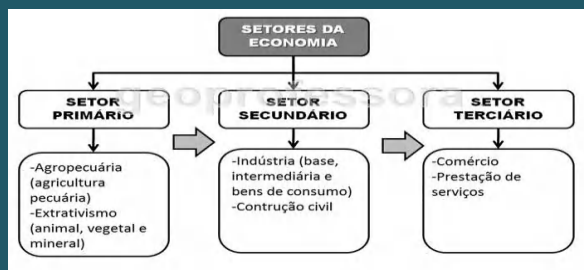 SETORES DA
ECONOMIA
geoprofessora
SETOR
PRIMÁRIO
SETOR
SECUNDÁRIO
SETOR
TERCIÁRIO
-Agropecuária
(agricultura
pecuária)
-Extrativismo
(animal, vegetal e
mineral)
-Indústria (base,
intermediária e
bens de consumo)
-Contrução civil
-Comércio
-Prestação de
serviços